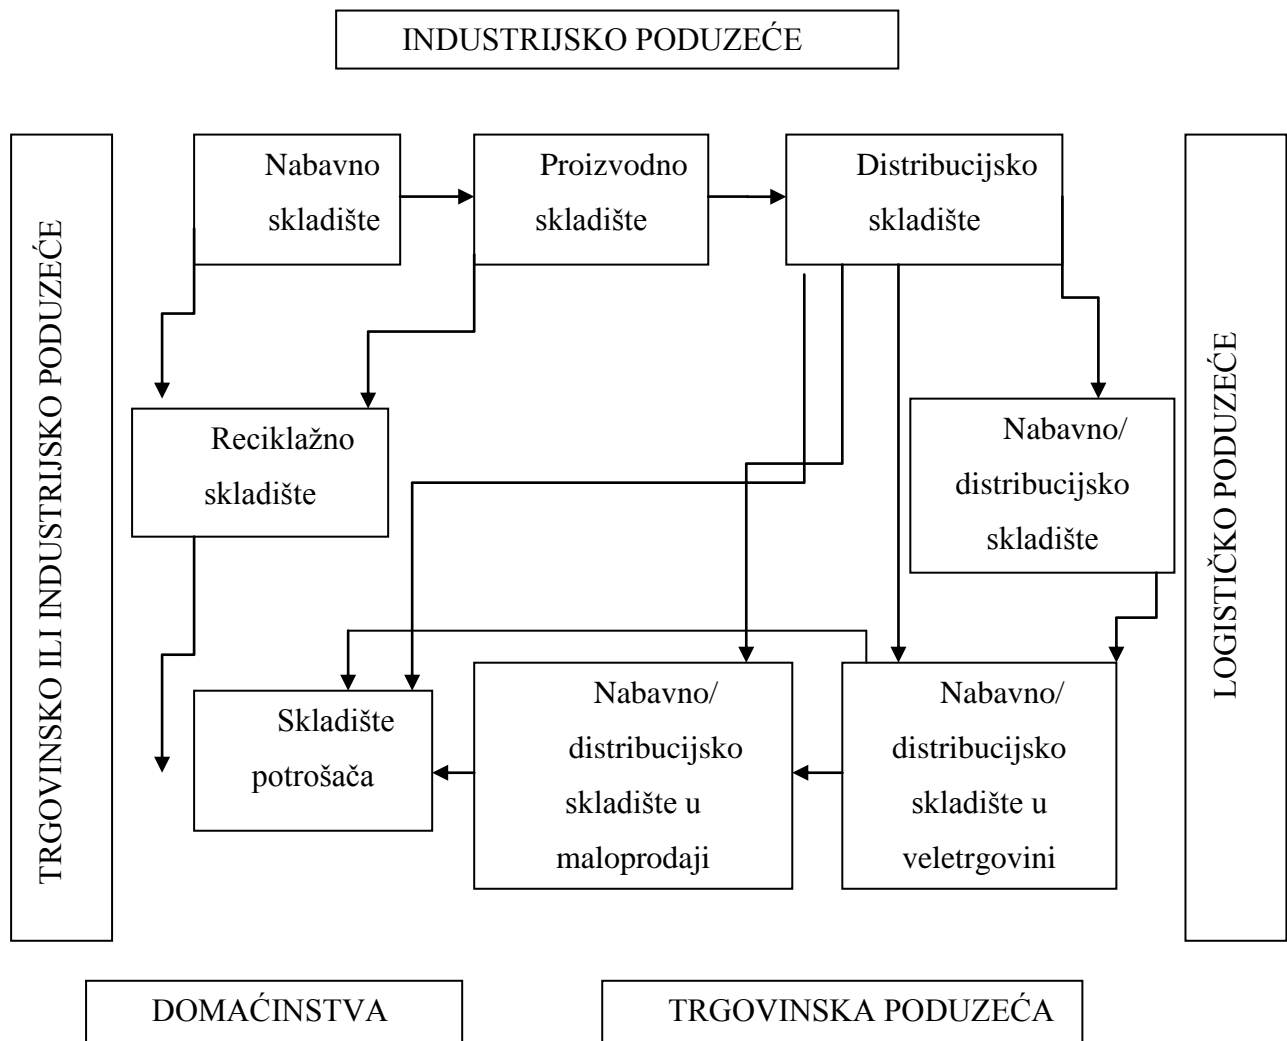 INDUSTRIJSKO PODUZEĆE
TRGOVINSKO ILI INDUSTRIJSKO PODUZEĆE
Nabavno
skladište
Proizvodno
skladište
Distribucijsko
skladište
LOGISTIČKO PODUZEĆE
Reciklažno
skladište
Nabavno/
distribucijsko
skladište
Skladište
potrošača
Nabavno/
distribucijsko
skladište u
maloprodaji
Nabavno/
distribucijsko
skladište u
veletrgovini
DOMAĆINSTVA
TRGOVINSKA PODUZEĆA